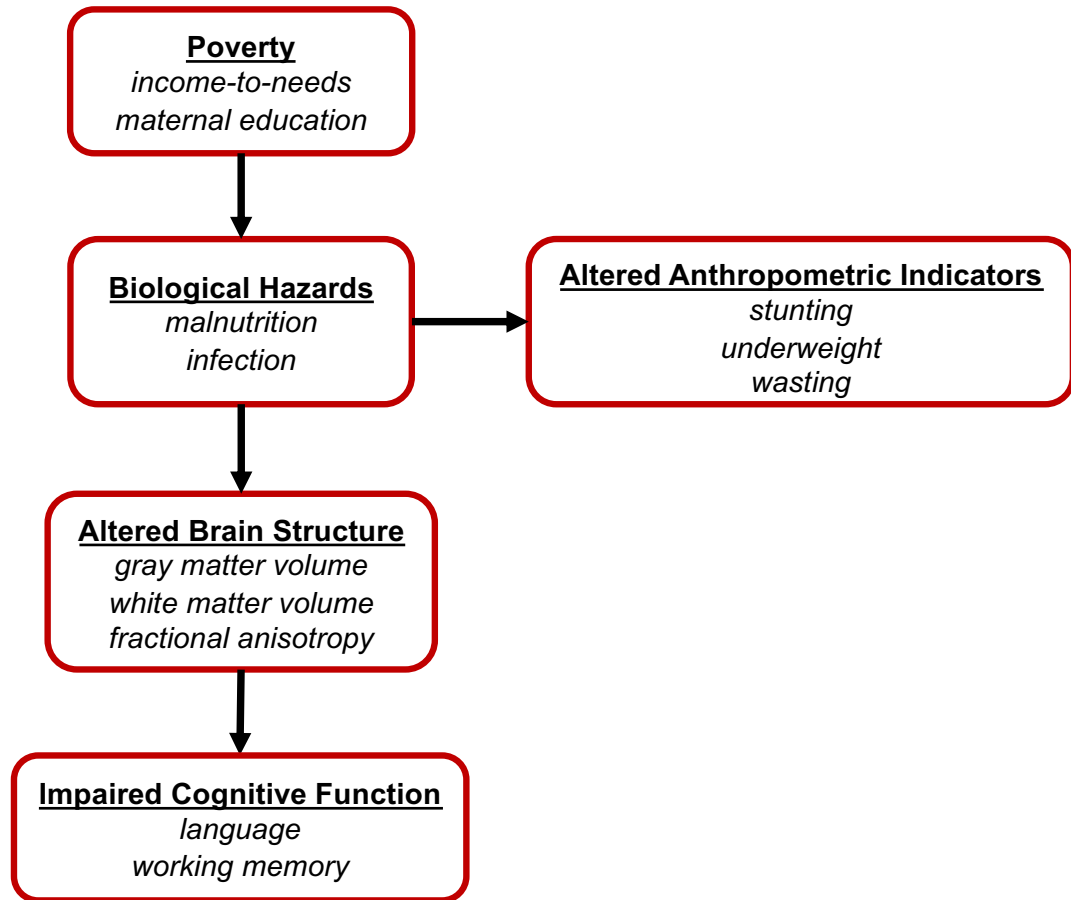 Poverty
income-to-needs
maternal education
Biological Hazards
malnutrition
infection
Altered Anthropometric Indicators
stunting
underweight
wasting
Altered Brain Structure
gray matter volume
white matter volume
fractional anisotropy
Impaired Cognitive Function
language
working memory